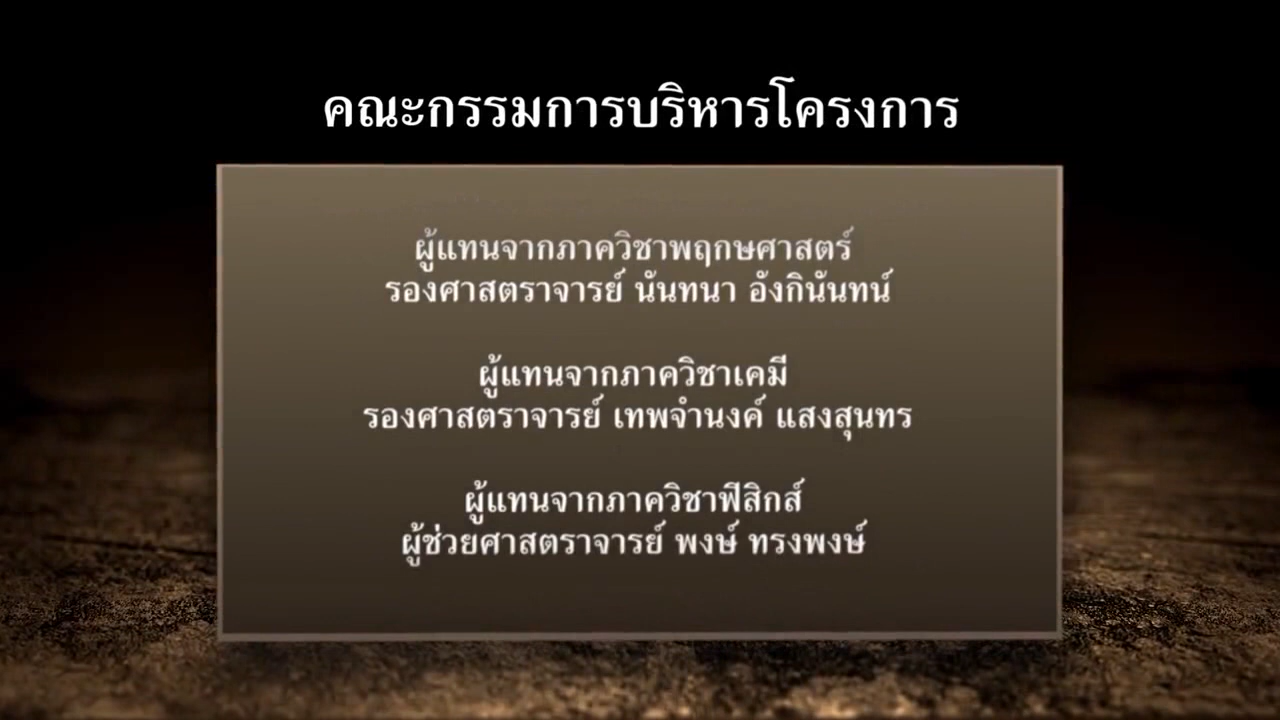 คณะกรรมการบริหารโครงการ
ผู้แทนจากภาควิชาพฤกษศาสตร์
รองศาสตราจารย์ นันทนา อังกินันทน์
ผู้แทนจากภาควิชาเคมี
รองศาสตราจารย์ เทพจำนงค์ แสงสุนทร
ผู้แทนจากภาควิชาฟิสิกส์
ผู้ช่วยศาสตราจารย์ พงษ์ ทรงพงษ์